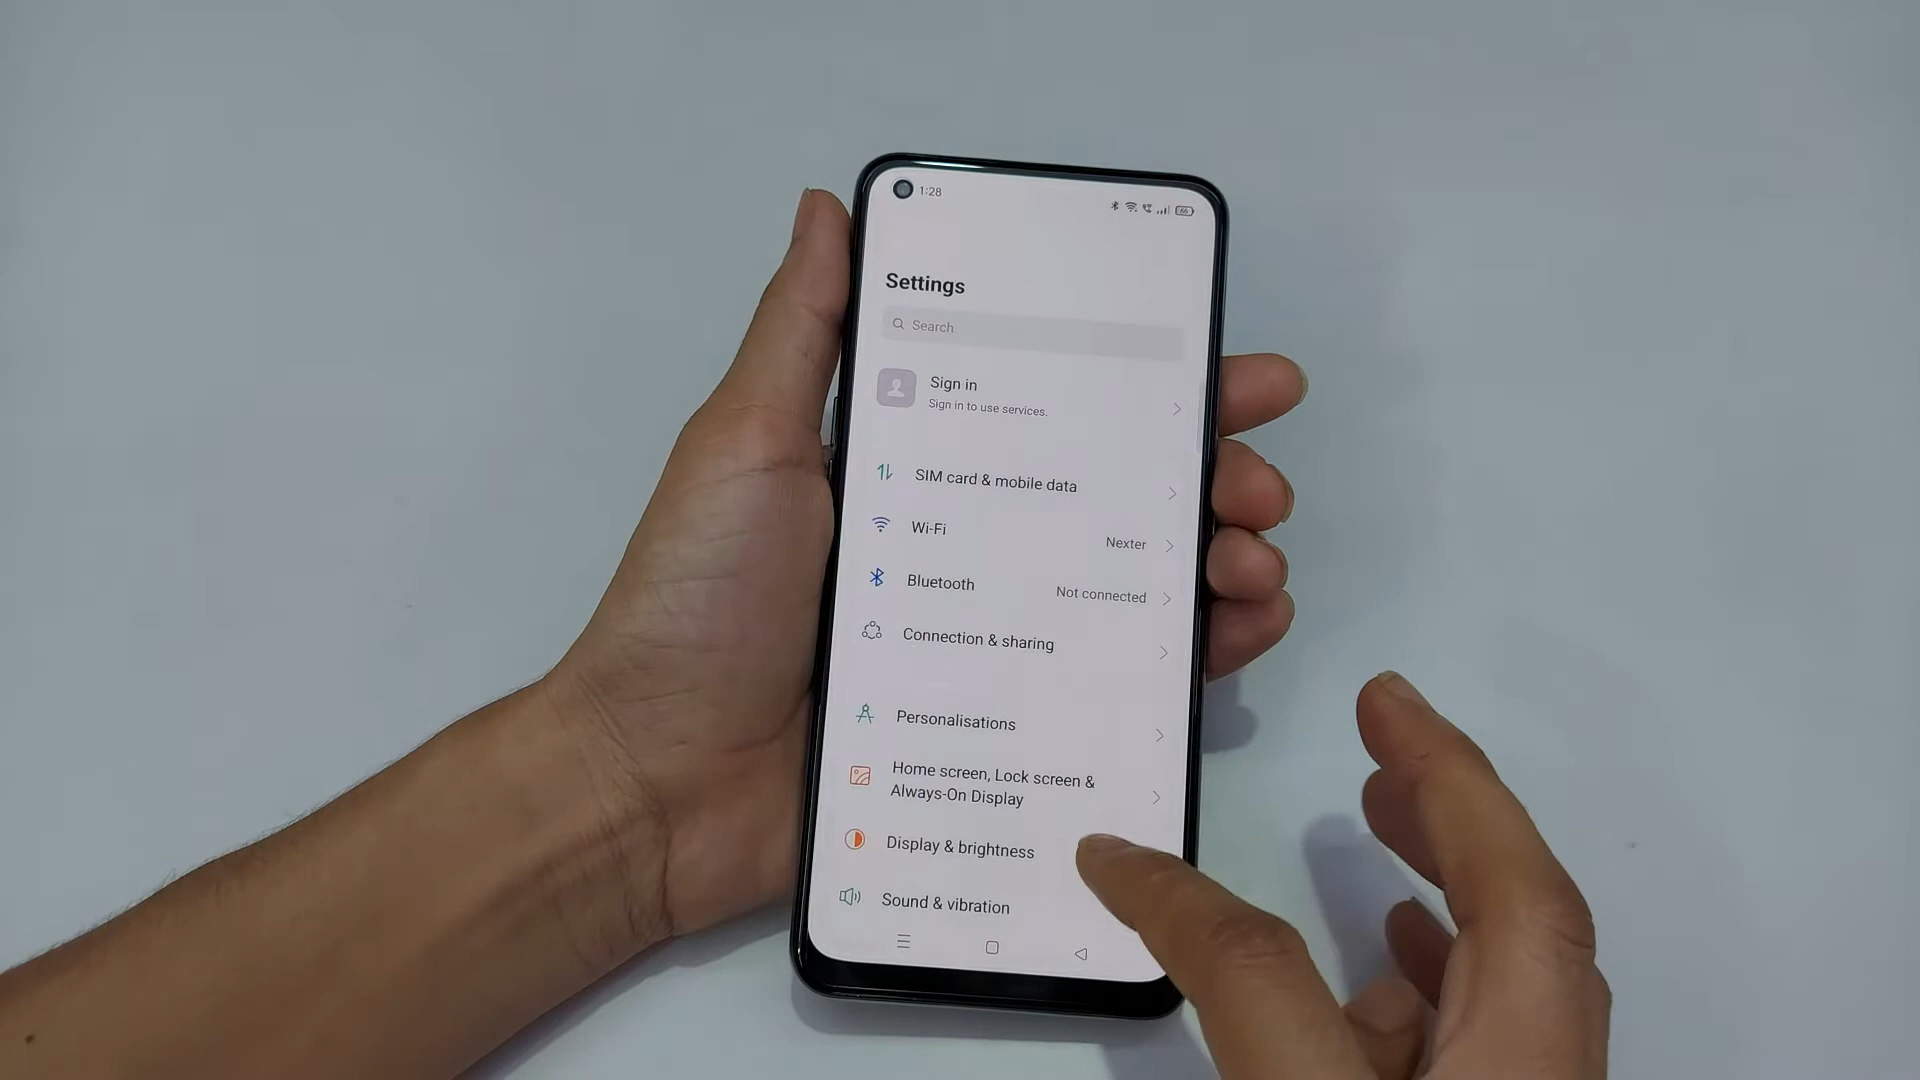 1:28
66
Settings
Search
Sign in
Sign in to use services.
SIM card & mobile data
Wi-Fi
Nexter
Bluetooth
Not connected
Connection & sharing
Personalisations
Home screen, Lock screen &
Always-On Display
Display & brightness
Sound & vibration